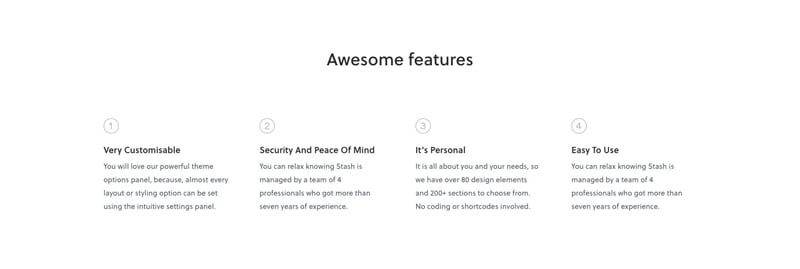 Awesome features
1
Very Customisable
You will love our powerful theme
options panel, because, almost every
layout or styling option can be set
using the intuitive settings panel.
2
Security And Peace Of Mind
You can relax knowing Stash is
managed by a team of 4
professionals who got more than
seven years of experience.
3
It's Personal
It is all about you and your needs, so
we have over 80 design elements
and 200+ sections to choose from.
No coding or shortcodes involved.
4
Easy To Use
You can relax knowing Stash is
managed by a team of 4
professionals who got more than
seven years of experience.